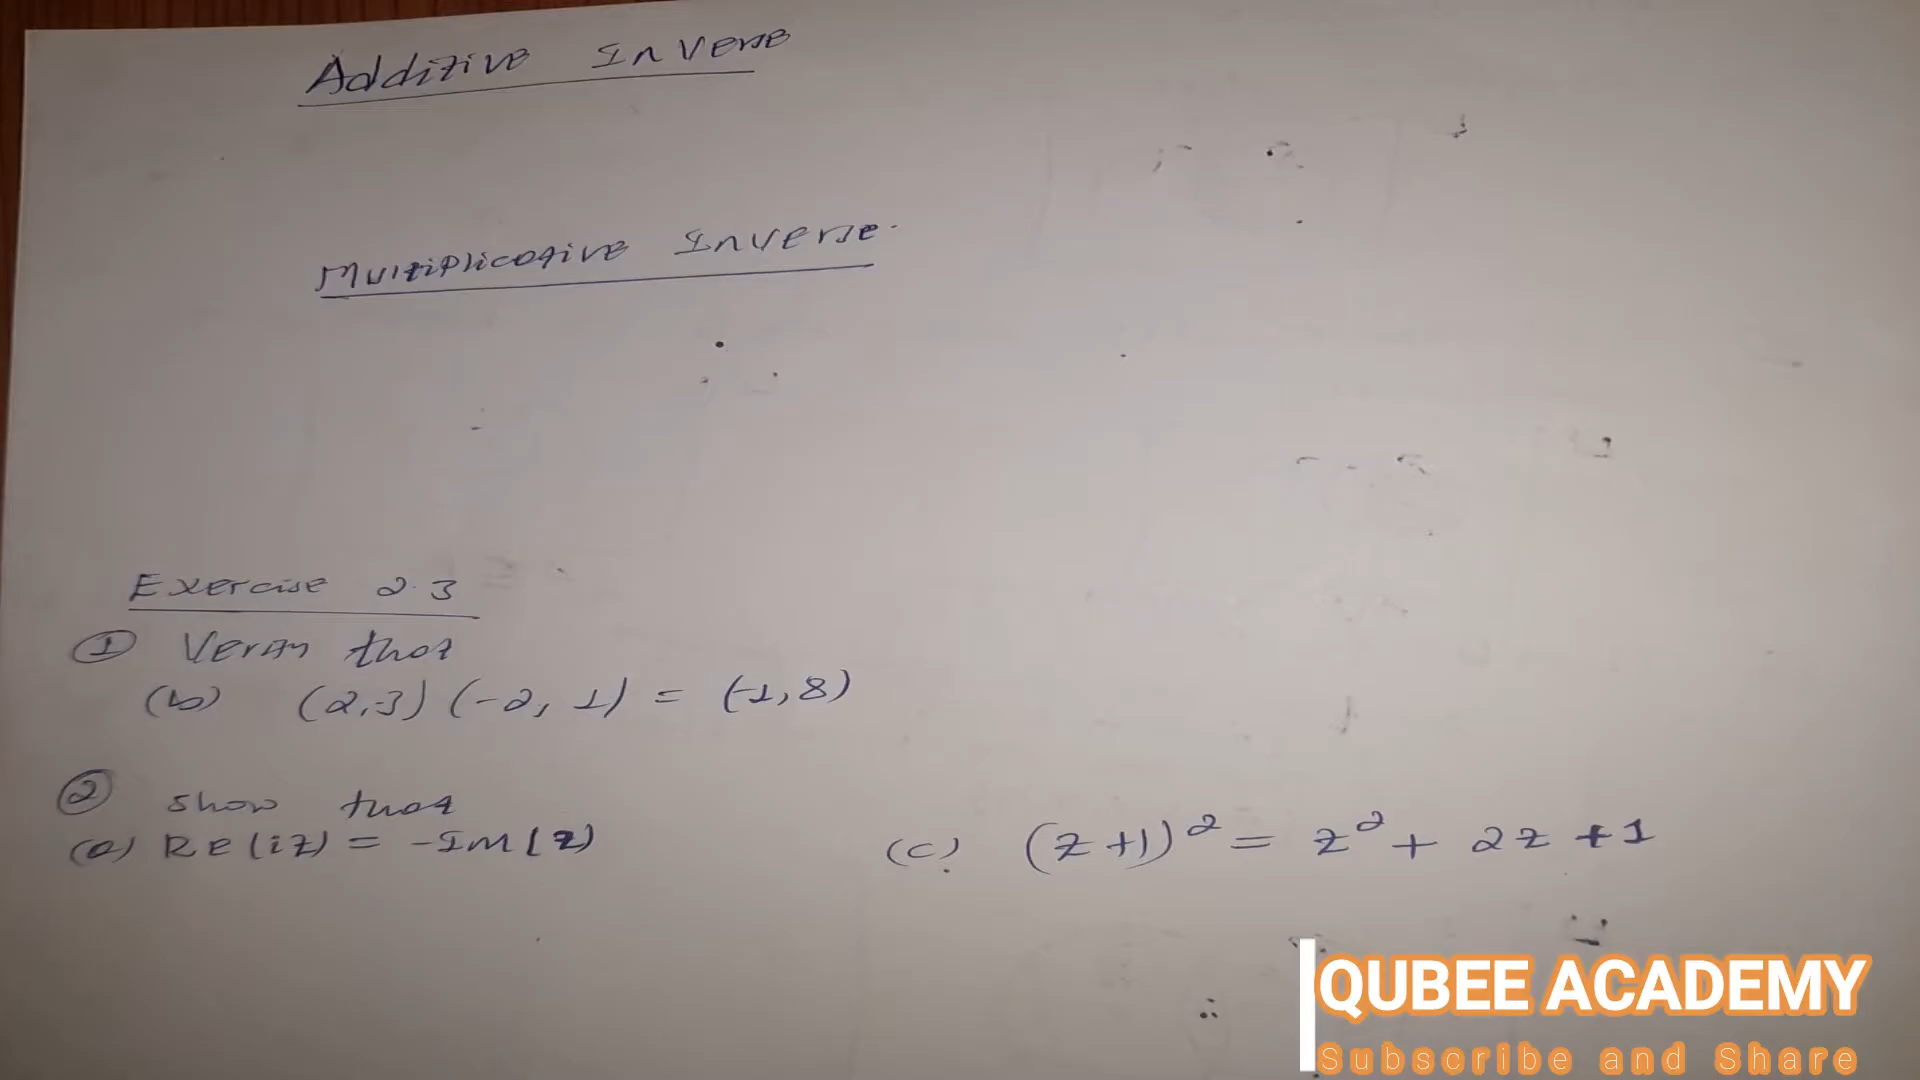 Additive Inverse
Multiplicative Inverse.
Exercise 2.3
① Verify that
(b) (2,-3) (-2, 1) = (-1,8)
② show that
(a) Re(iz) = -Im(z)
(c) (z+1)² = z² + 2z +1
QUBEE ACADEMY
Subscribe and Share